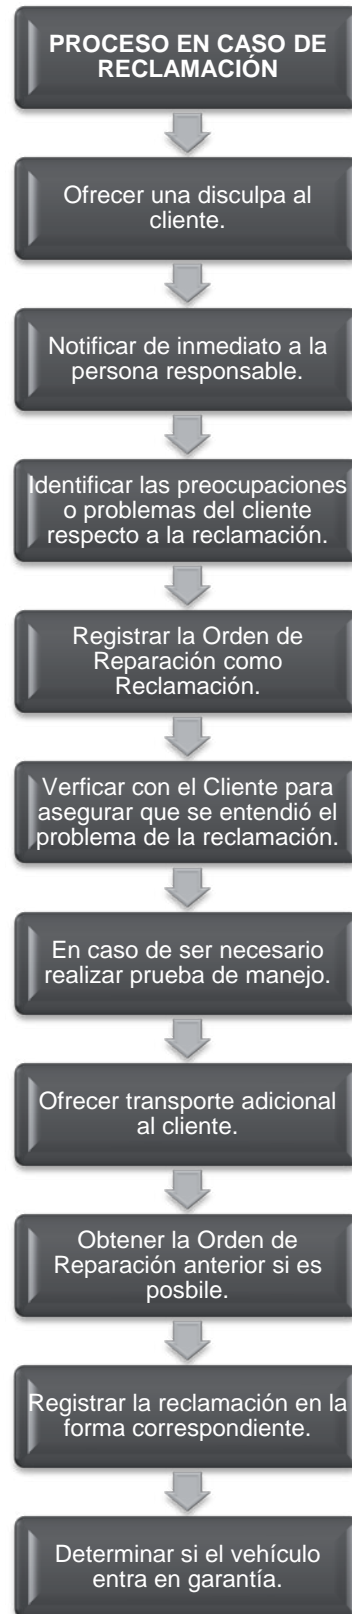 PROCESO EN CASO DE
RECLAMACIÓN
Ofrecer una disculpa al
cliente.
Notificar de inmediato a la
persona responsable.
Identificar las preocupaciones
o problemas del cliente
respecto a la reclamación.
Registrar la Orden de
Reparación como
Reclamación.
Verficar con el Cliente para
asegurar que se entendió el
problema de la reclamación.
En caso de ser necesario
realizar prueba de manejo.
Ofrecer transporte adicional
al cliente.
Obtener la Orden de
Reparación anterior si es
posbile.
Registrar la reclamación en la
forma correspondiente.
Determinar si el vehículo
entra en garantía.